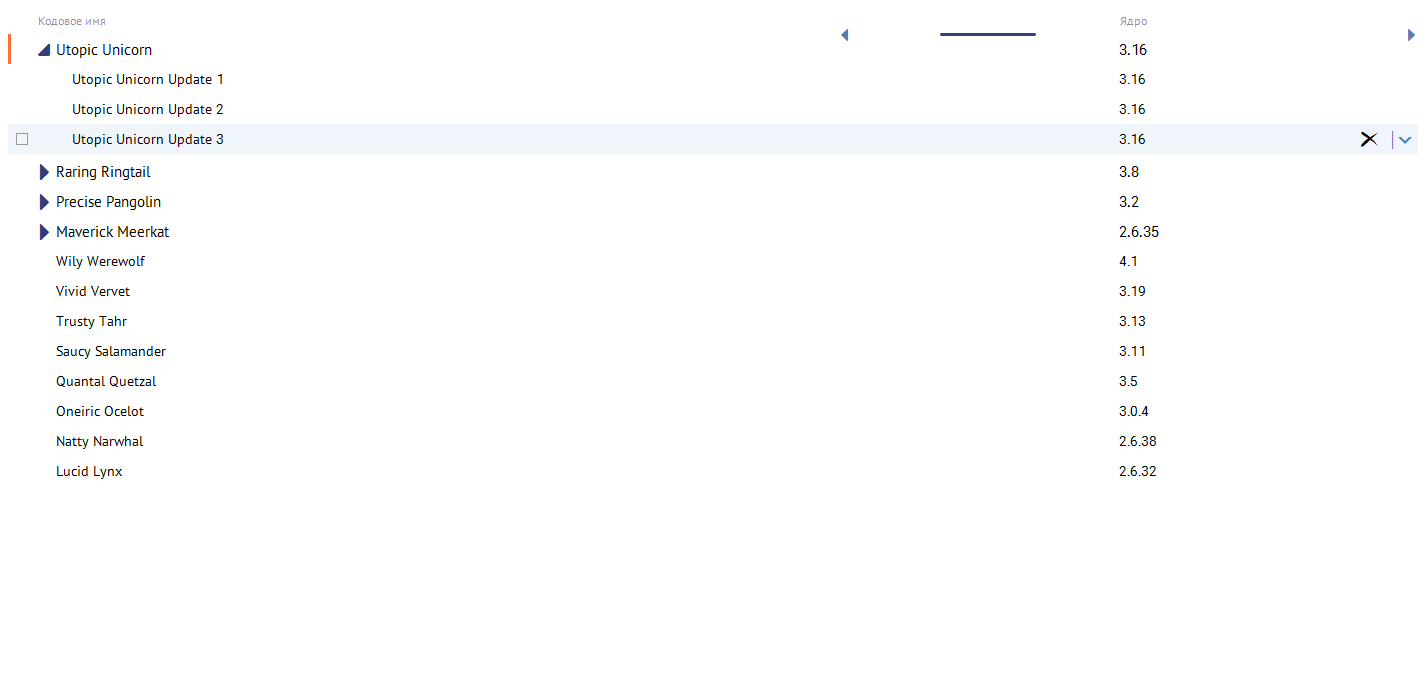 Кодовое имя Ядро
Utopic Unicorn 3.16
Utopic Unicorn Update 1 3.16
Utopic Unicorn Update 2 3.16
Utopic Unicorn Update 3 3.16
Raring Ringtail 3.8
Precise Pangolin 3.2
Maverick Meerkat 2.6.35
Wily Werewolf 4.1
Vivid Vervet 3.19
Trusty Tahr 3.13
Saucy Salamander 3.11
Quantal Quetzal 3.5
Oneiric Ocelot 3.0.4
Natty Narwhal 2.6.38
Lucid Lynx 2.6.32